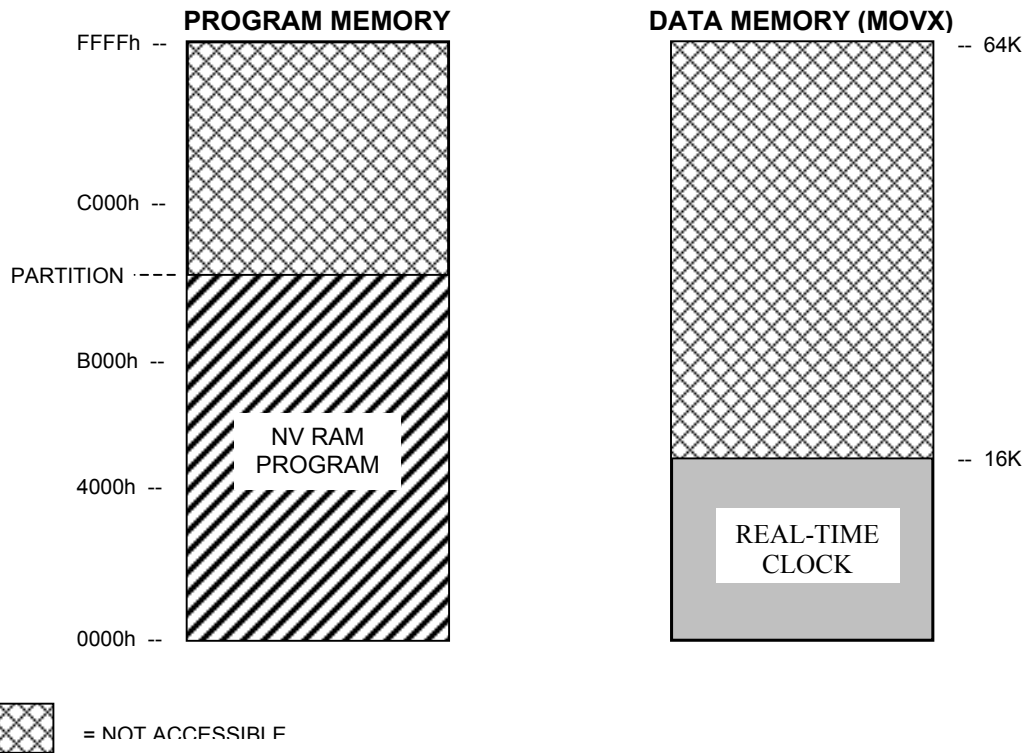 PROGRAM MEMORY
FFFFh --
C000h --
PARTITION ----
B000h --
NV RAM
PROGRAM
4000h --
0000h --
DATA MEMORY (MOVX)
-- 64K
-- 16K
REAL-TIME
CLOCK
= NOT ACCESSIBLE